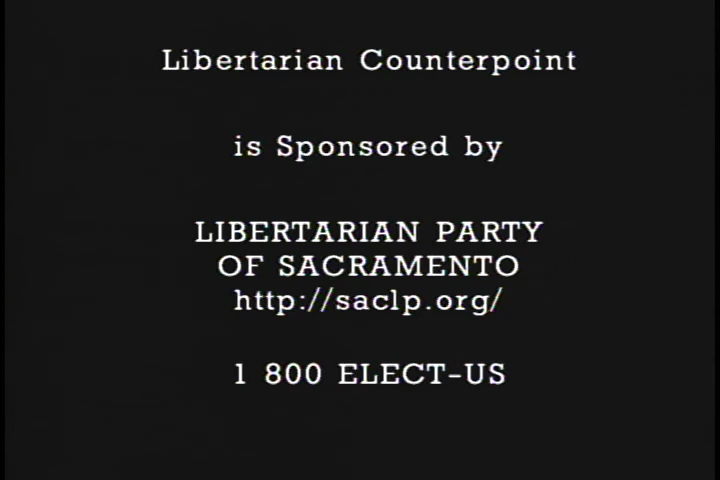 Libertarian Counterpoint
is Sponsored by
LIBERTARIAN PARTY
OF SACRAMENTO
http://saclp.org/
1 800 ELECT-US